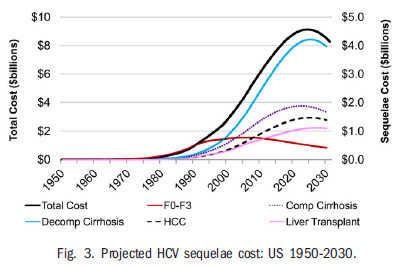 $10 $5.0
$8 $4.0
$6 $3.0
$4 $2.0
$2 $1.0
$0 $0.0
Total Cost ($billions)
Sequelae Cost ($billions)
1950 1960 1970 1980 1990 2000 2010 2020 2030
Total Cost F0-F3 Comp Cirrhosis
Decomp Cirrhosis HCC Liver Transplant
Fig. 3. Projected HCV sequelae cost: US 1950-2030.